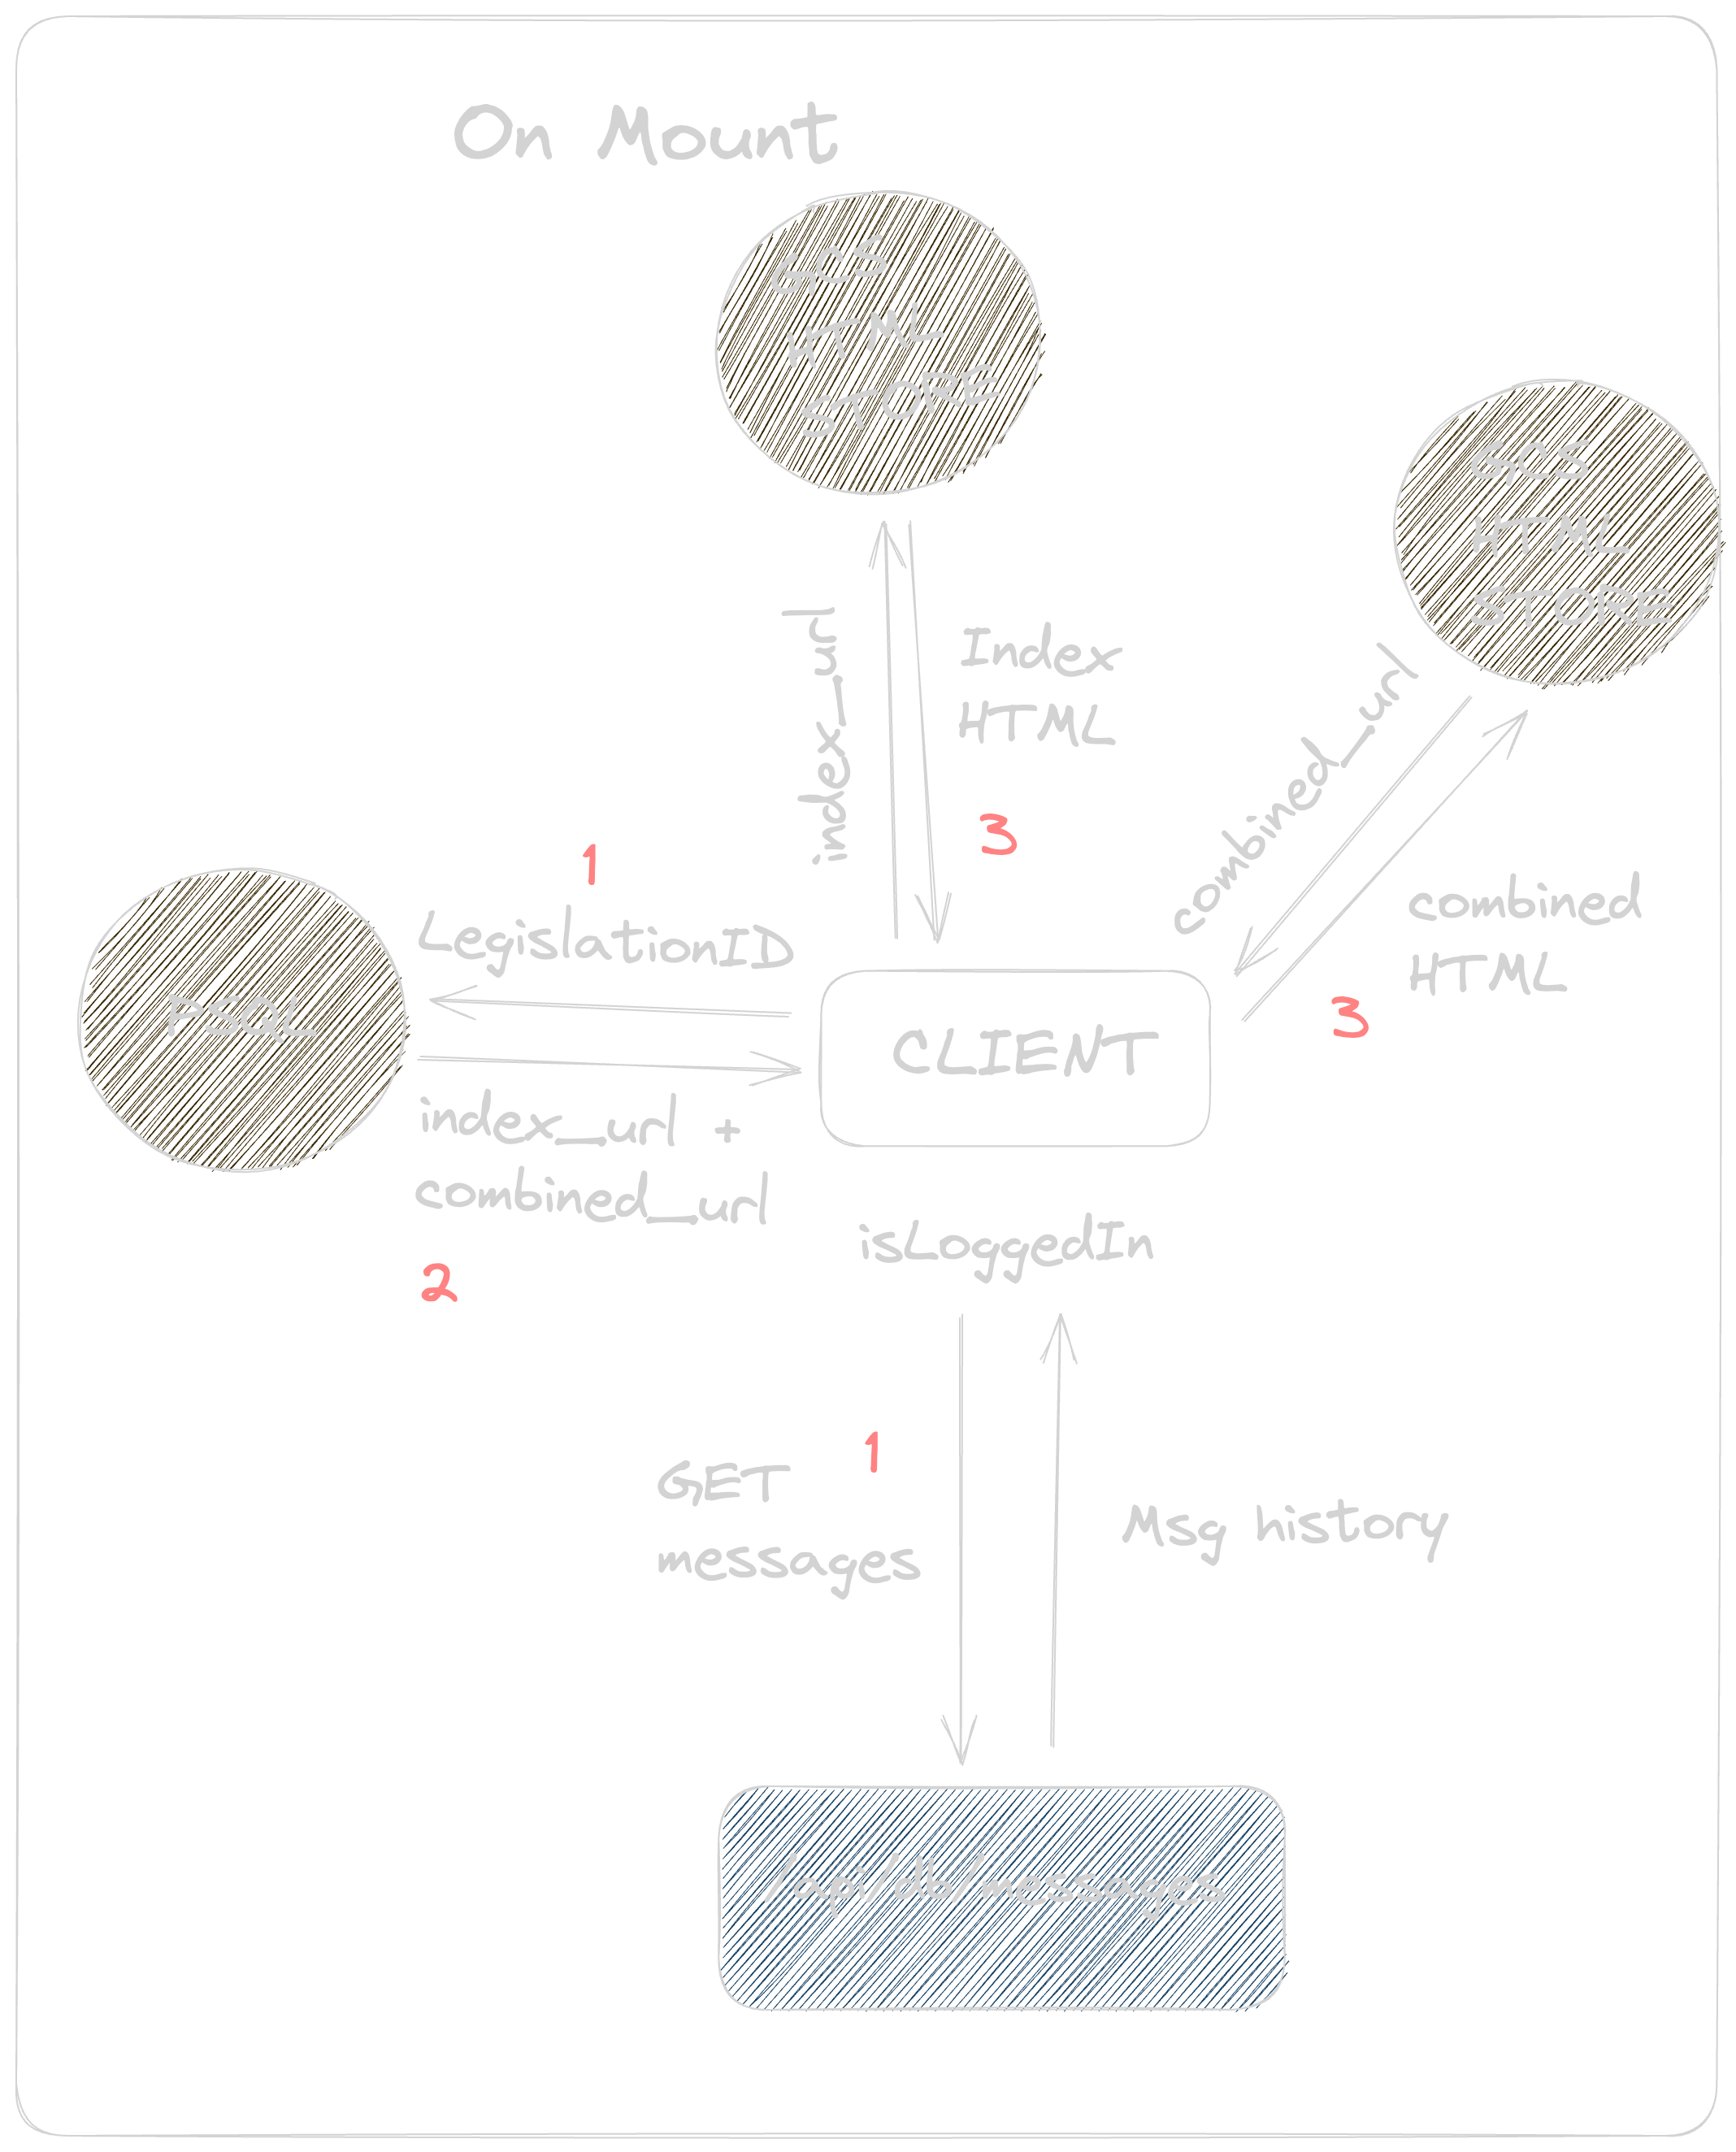 On Mount
GCS
HTML
STORE
GCS
HTML
STORE
index_url
Index
HTML
3
combined_url
combined
HTML
3
1
LegislationID
PSQL
CLIENT
index_url +
combined_url
2
isLoggedIn
1
GET
messages
Msg history
/api/db/messages